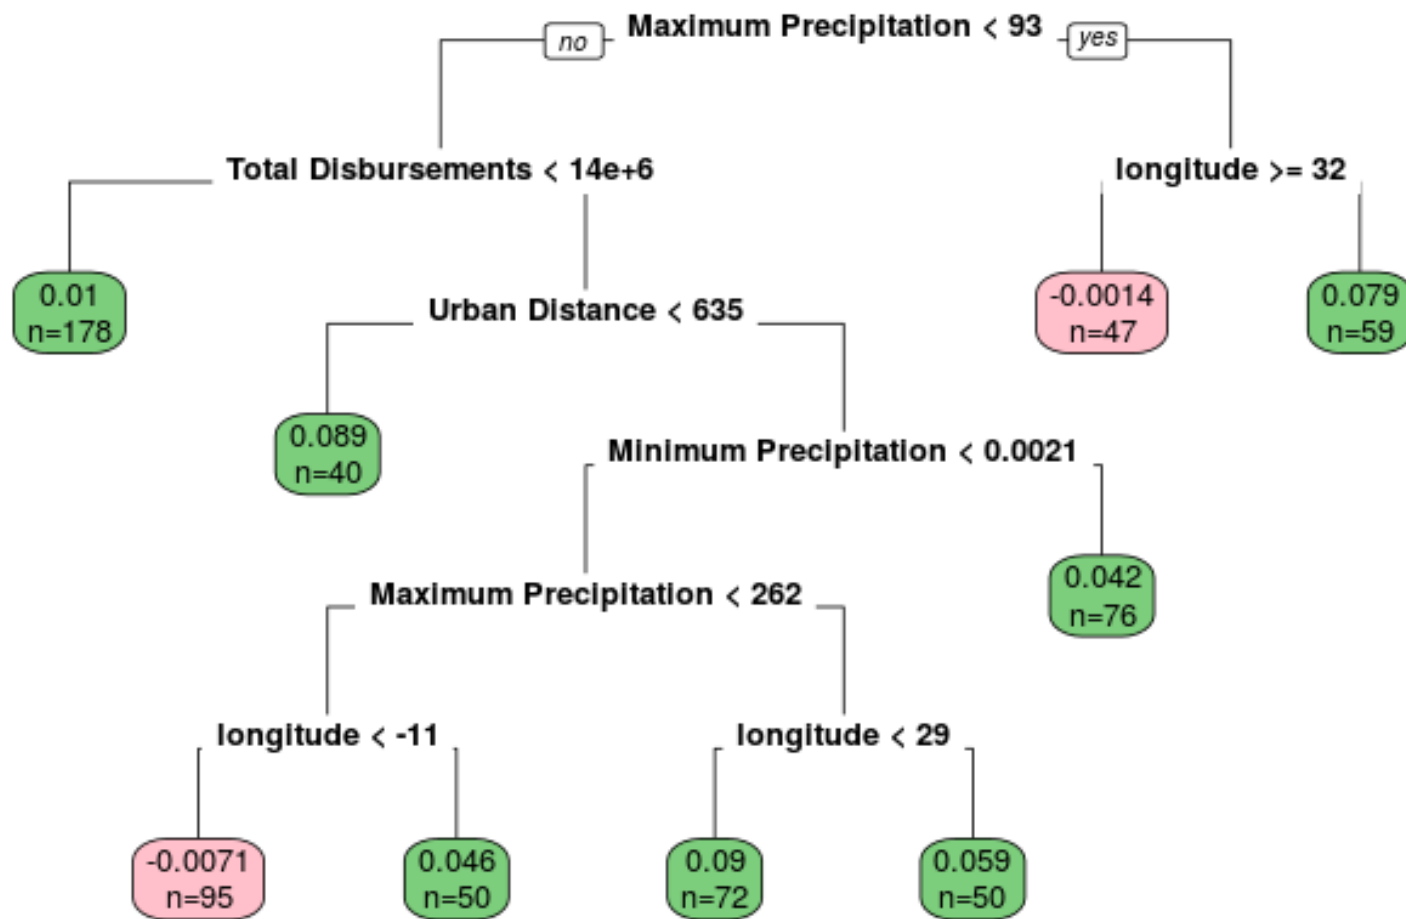 Maximum Precipitation < 93
no
yes
Total Disbursements < 14e+6
longitude >= 32
0.01
n=178
Urban Distance < 635
-0.0014
n=47
0.079
n=59
0.089
n=40
Minimum Precipitation < 0.0021
0.042
n=76
Maximum Precipitation < 262
longitude < -11
longitude < 29
-0.0071
n=95
0.046
n=50
0.09
n=72
0.059
n=50